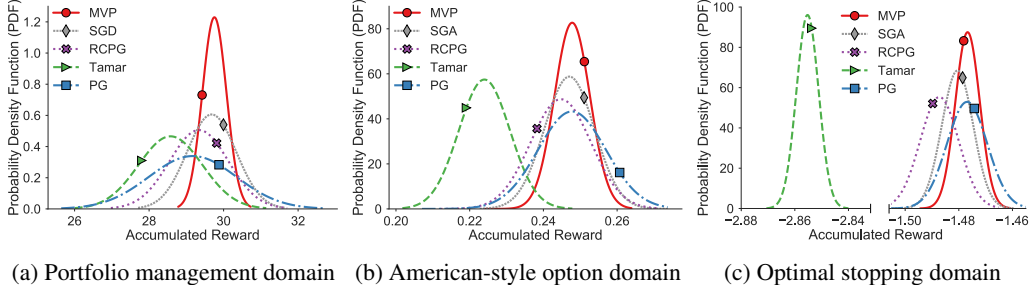 Probability Density Function (PDF)
1.2
1.0
0.8
0.6
0.4
0.2
0.0
26
28
30
32
Accumulated Reward
MVP
SGD
RCPG
Tamar
PG
(a) Portfolio management domain
Probability Density Function (PDF)
80
60
40
20
0
0.20
0.22
0.24
0.26
Accumulated Reward
MVP
SGA
RCPG
Tamar
PG
(b) American-style option domain
Probability Density Function (PDF)
100
80
60
40
20
0
−2.88
−2.86
−2.84
−1.50
−1.48
−1.46
Accumulated Reward
MVP
SGA
RCPG
Tamar
PG
(c) Optimal stopping domain